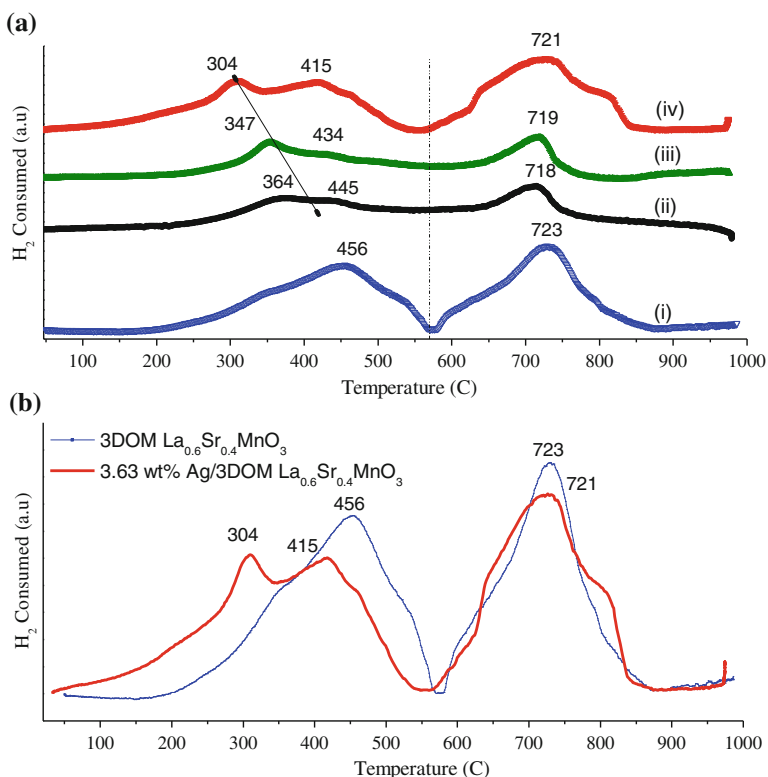 (a)
H2 Consumed (a.u)
304
415
721
(iv)
347
434
719
(iii)
364
445
718
(ii)
456
723
(i)
100 200 300 400 500 600 700 800 900 1000
Temperature (C)
(b)
3DOM La0.6Sr0.4MnO3
3.63 wt% Ag/3DOM La0.6Sr0.4MnO3
H2 Consumed (a.u)
723
721
456
304
415
100 200 300 400 500 600 700 800 900 1000
Temperature (C)